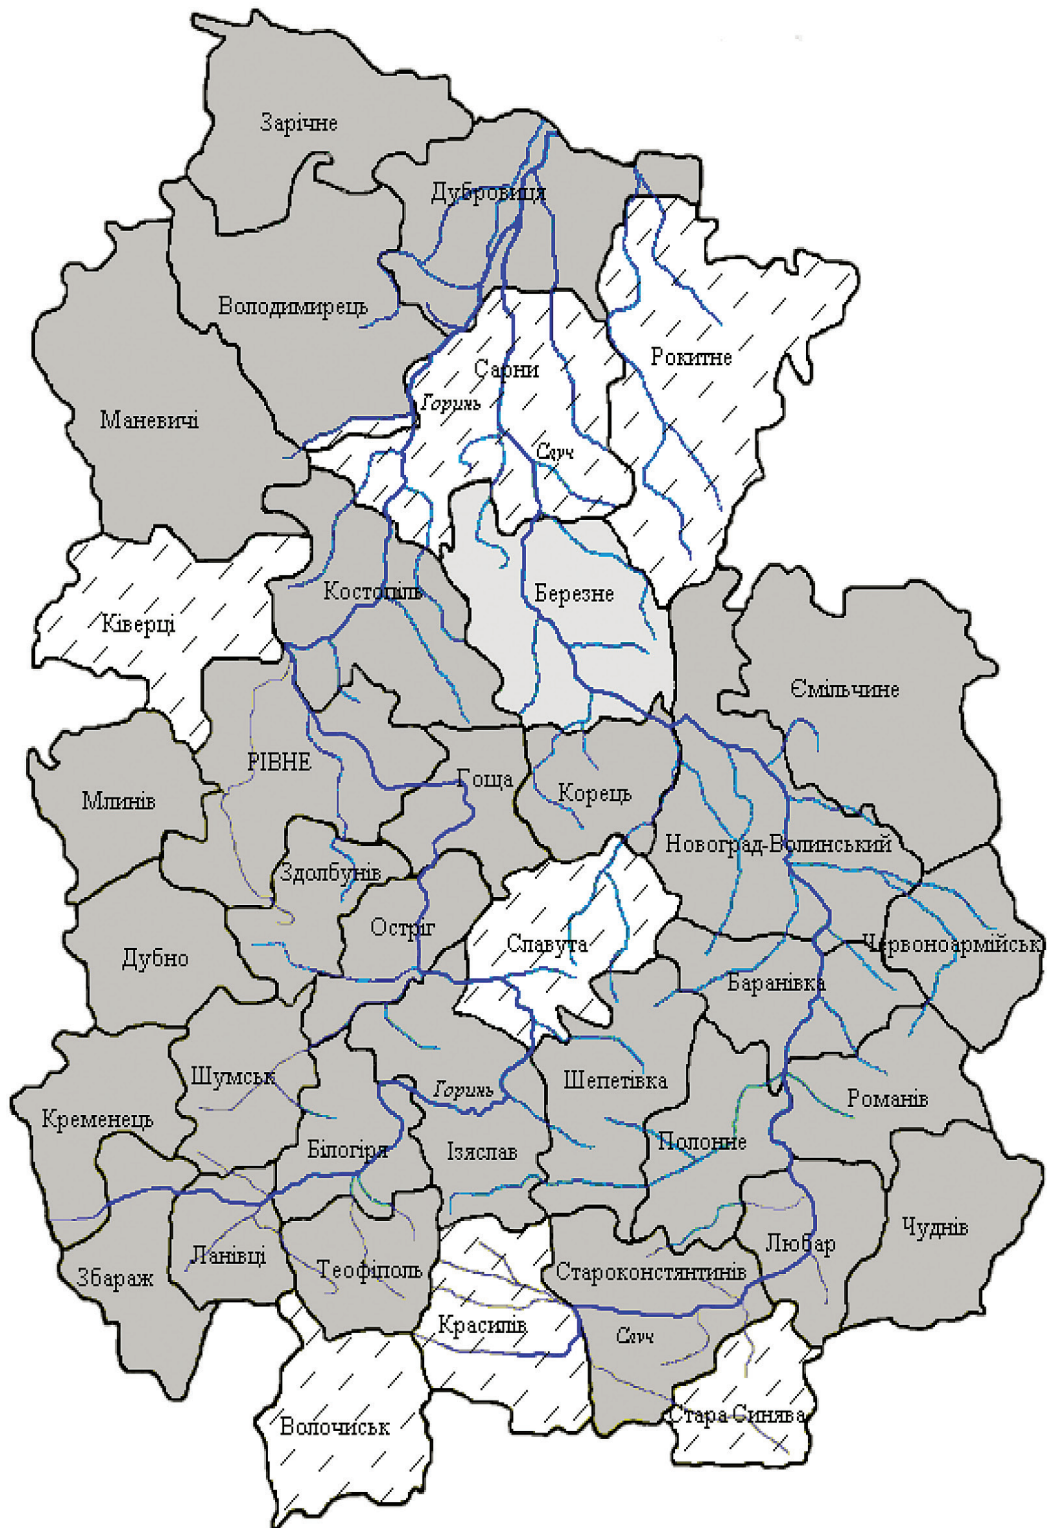 Зарічне
Дубровиця
Володимирець
Рокитне
Сарни
Горинь
Маневичі
Случ
Костопіль
Березне
Ківерці
Ємільчине
РІВНЕ
Гоща
Корець
Млинів
Новоград-Волинський
Здолбунів
Остріг
Славута
Червоноармійськ
Дубно
Баранівка
Шумськ
Шепетівка
Горинь
Романів
Кременець
Полонне
Білогіря
Ізяслав
Чуднів
Любар
Ланівці
Теофіполь
Староконстянтинів
Збараж
Красилів
Случ
Стара Синява
Волочиськ